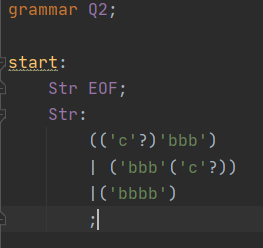 grammar Q2;
start:
Str EOF;
Str:
(('c'?)'bbb')
| ('bbb'('c'?))
|('bbbb')
;